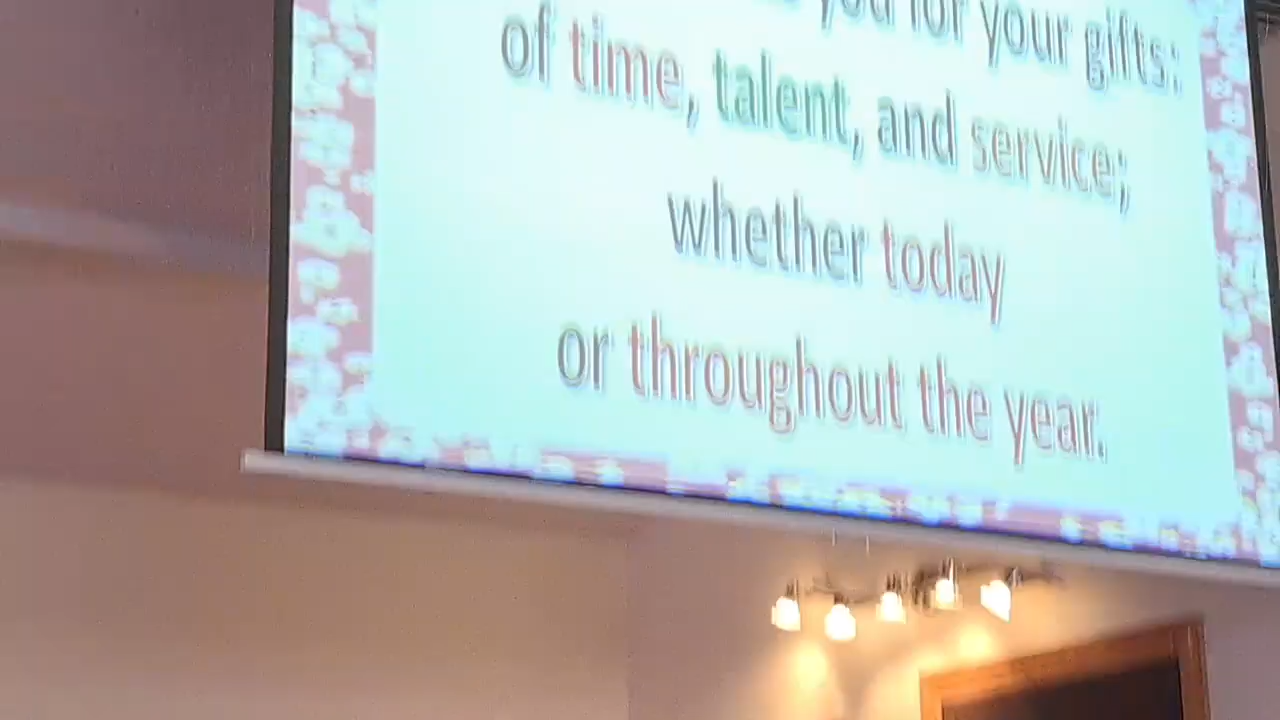 you for your gifts:
of time, talent, and service;
whether today
or throughout the year.